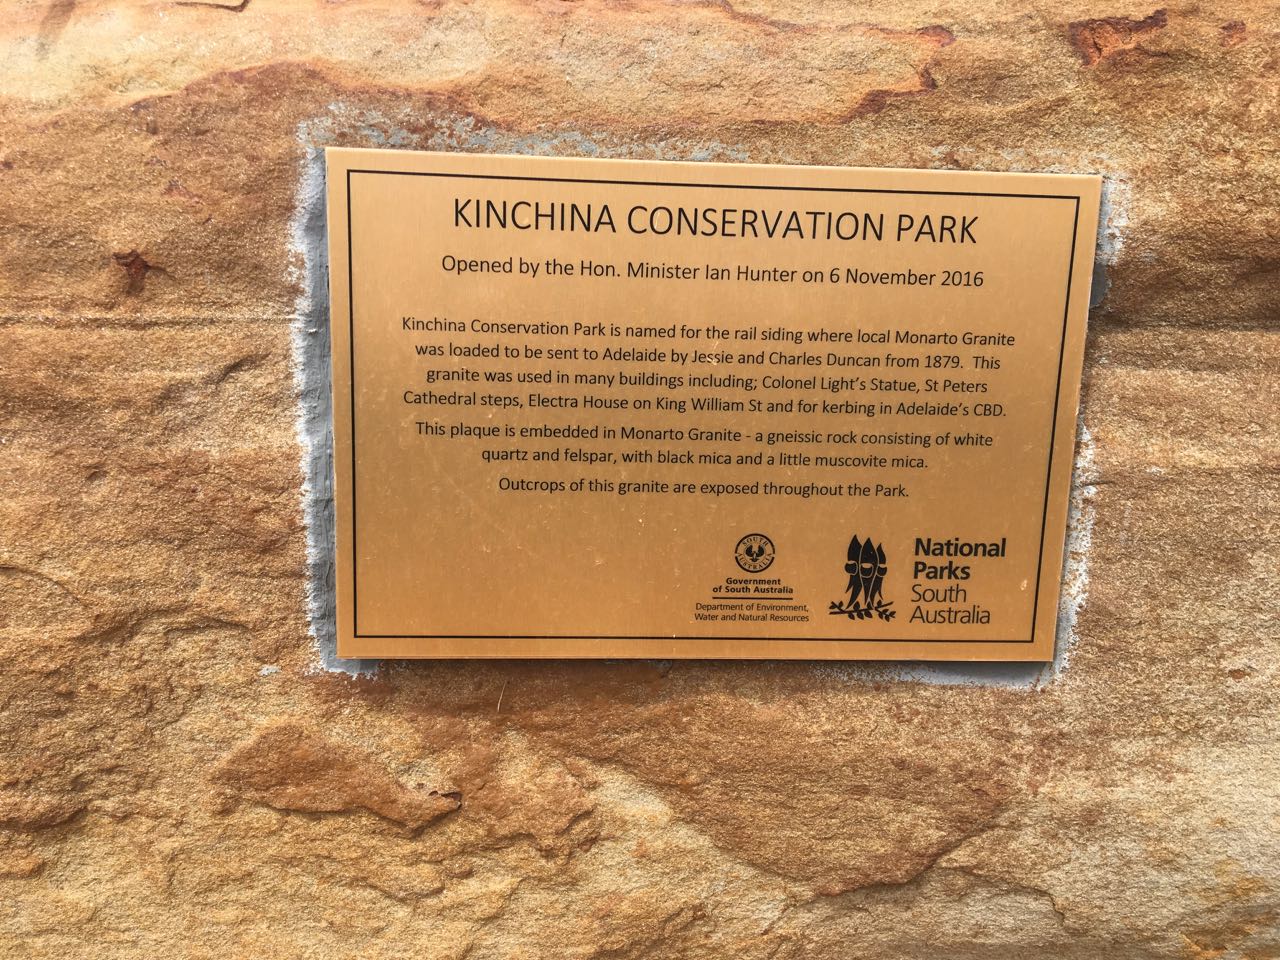 KINCHINA CONSERVATION PARK
Opened by the Hon. Minister Ian Hunter on 6 November 2016
Kinchina Conservation Park is named for the rail siding where local Monarto Granite
was loaded to be sent to Adelaide by Jessie and Charles Duncan from 1879. This
granite was used in many buildings including; Colonel Light's Statue, St Peters
Cathedral steps, Electra House on King William St and for kerbing in Adelaide's CBD.
This plaque is embedded in Monarto Granite - a gneissic rock consisting of white
quartz and felspar, with black mica and a little muscovite mica.
Outcrops of this granite are exposed throughout the Park.
SOUTH
AUSTRALIA
Government
of South Australia
Department of Environment,
Water and Natural Resources
National
Parks
South
Australia